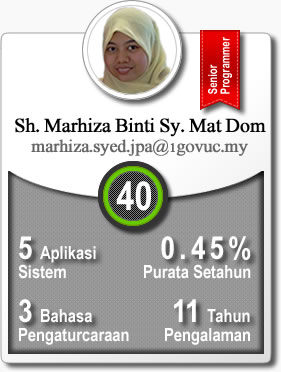 Senior
Programmer
Sh. Marhiza Binti Sy. Mat Dom
marhiza.syed.jpa@1govuc.my
40
5 Aplikasi
Sistem
0.45%
Purata Setahun
3 Bahasa
Pengaturcaraan
11 Tahun
Pengalaman